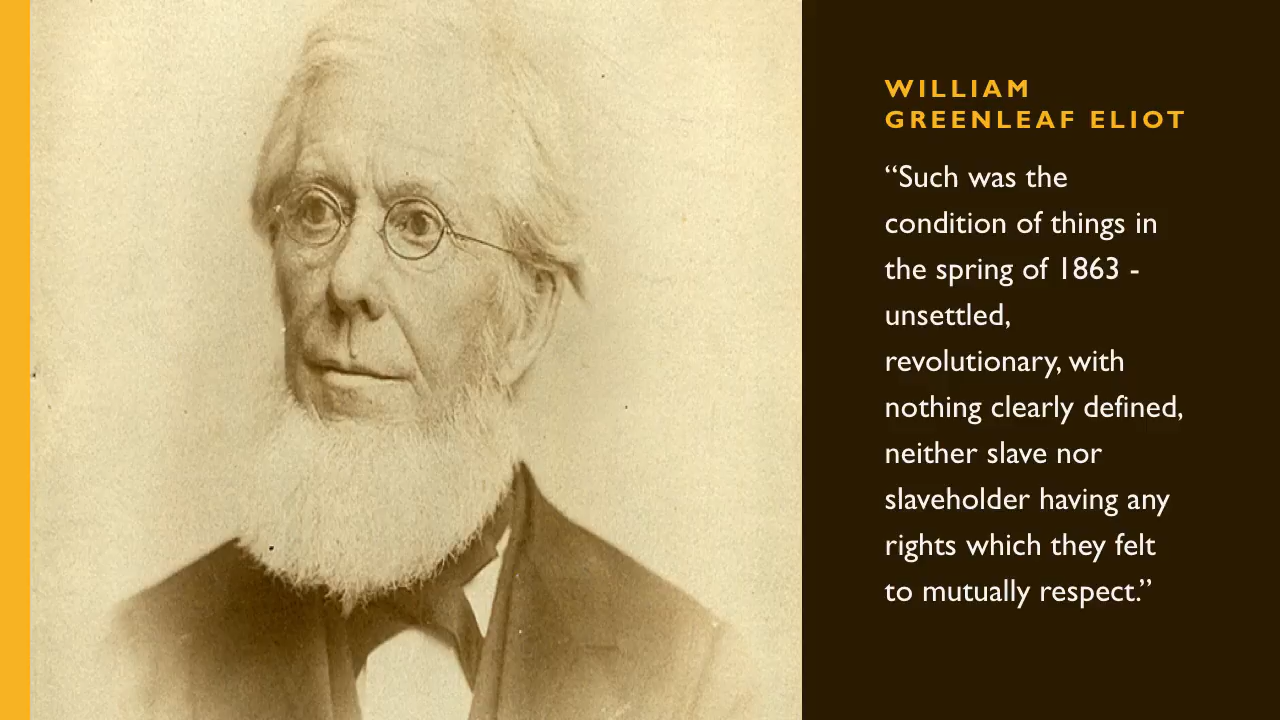 WILLIAM
GREENLEAF ELIOT
“Such was the
condition of things in
the spring of 1863 -
unsettled,
revolutionary, with
nothing clearly defined,
neither slave nor
slaveholder having any
rights which they felt
to mutually respect.”